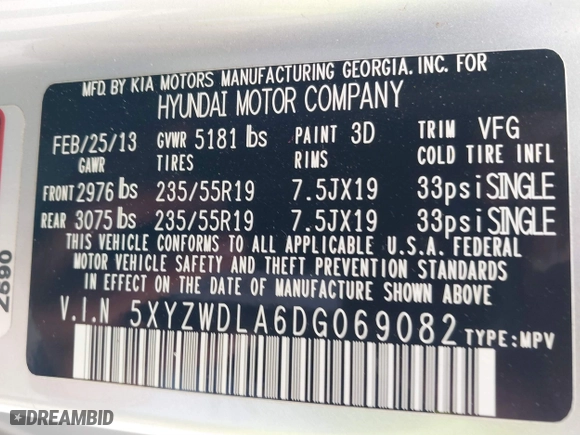 MFD. BY KIA MOTORS MANUFACTURING GEORGIA. INC. FOR
HYUNDAI MOTOR COMPANY
FEB/25/13 GVWR 5181 lbs PAINT 3D TRIM VFG
GAWR TIRES RIMS COLD TIRE INFL
FRONT 2976 lbs 235/55R19 7.5JX19 33psi SINGLE
REAR 3075 lbs 235/55R19 7.5JX19 33psi SINGLE
THIS VEHICLE CONFORMS TO ALL APPLICABLE U.S.A. FEDERAL
MOTOR VEHICLE SAFETY AND THEFT PREVENTION STANDARDS
IN EFFECT ON THE DATE OF MANUFACTURE SHOWN ABOVE.
V.I.N 5XYZWDLA6DG069082 TYPE:MPV
2890
DREAMBID